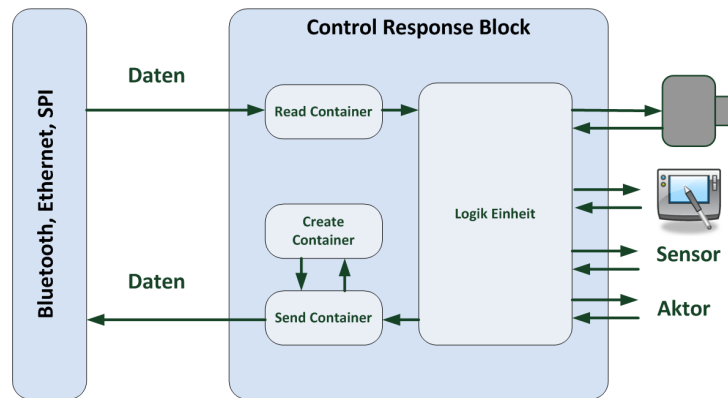 Control Response Block
Bluetooth, Ethernet, SPI
Daten
Read Container
Logik Einheit
Create
Container
Daten
Send Container
Sensor
Aktor